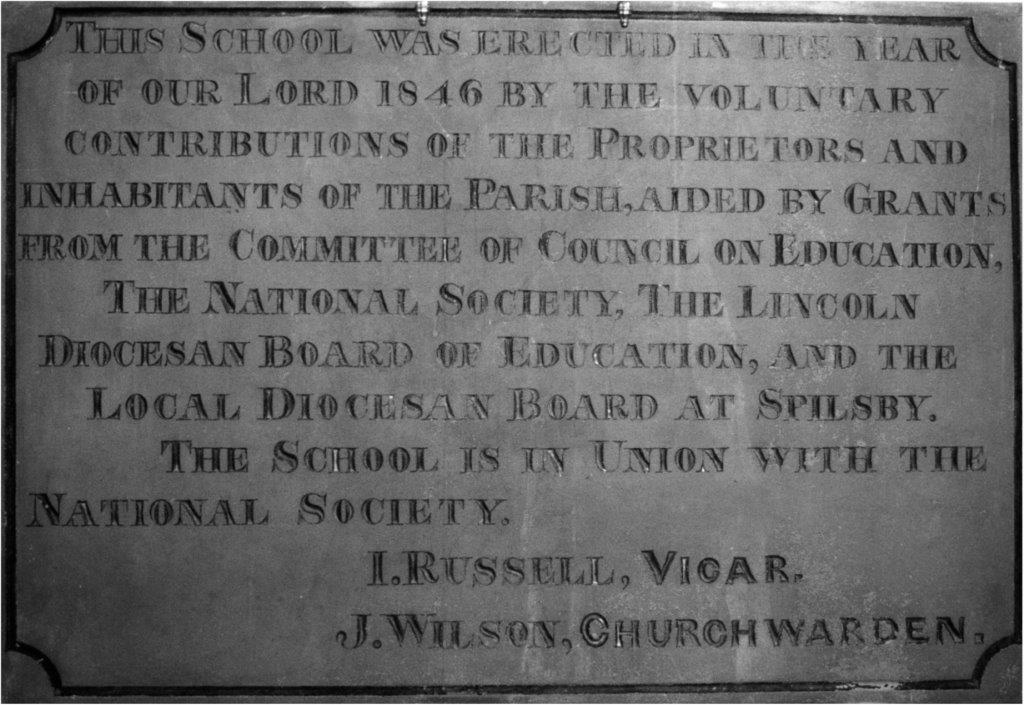 THIS SCHOOL WAS ERECTED IN THE YEAR
OF OUR LORD 1846 BY THE VOLUNTARY
CONTRIBUTIONS OF THE PROPRIETORS AND
INHABITANTS OF THE PARISH, AIDED BY GRANTS
FROM THE COMMITTEE OF COUNCIL ON EDUCATION,
THE NATIONAL SOCIETY, THE LINCOLN
DIOCESAN BOARD OF EDUCATION, AND THE
LOCAL DIOCESAN BOARD AT SPILSBY.
THE SCHOOL IS IN UNION WITH THE
NATIONAL SOCIETY.
I. RUSSELL, VICAR.
J. WILSON, CHURCHWARDEN.